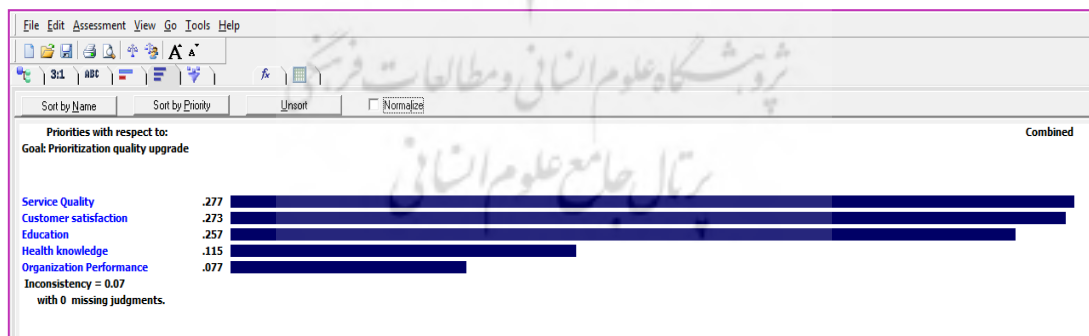 File Edit Assessment View Go Tools Help
A A
3:1 ABC fx
Sort by Name Sort by Priority Unsort Normalize
Priorities with respect to: Combined
Goal: Prioritization quality upgrade
Service Quality .277
Customer satisfaction .273
Education .257
Health knowledge .115
Organization Performance .077
Inconsistency = 0.07
with 0 missing judgments.
پژوهشگاه علوم انسانی و مطالعات فرهنگی
پرتال جامع علوم انسانی